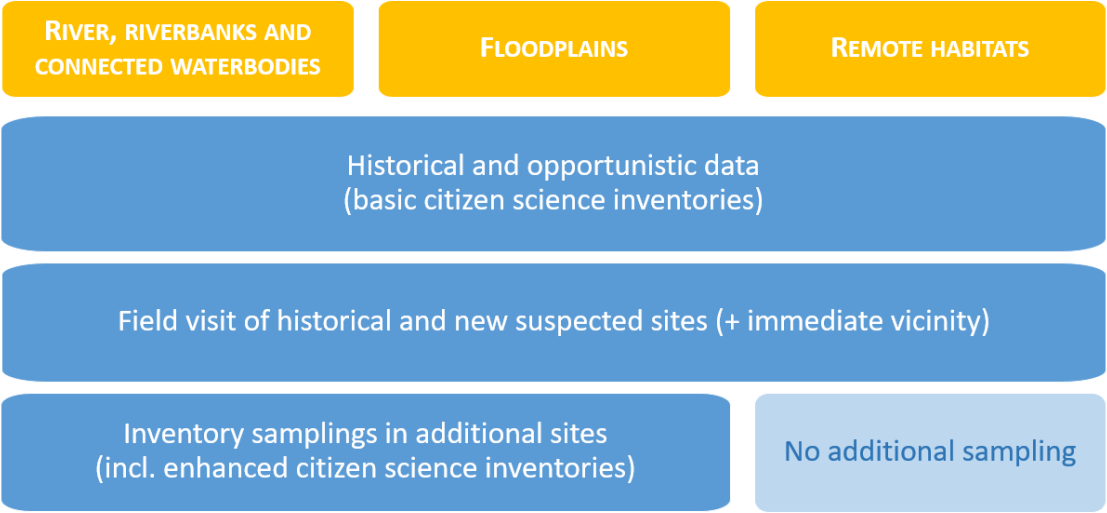 RIVER, RIVERBANKS AND
CONNECTED WATERBODIES
FLOODPLAINS
REMOTE HABITATS
Historical and opportunistic data
(basic citizen science inventories)
Field visit of historical and new suspected sites (+ immediate vicinity)
Inventory samplings in additional sites
(incl. enhanced citizen science inventories)
No additional sampling